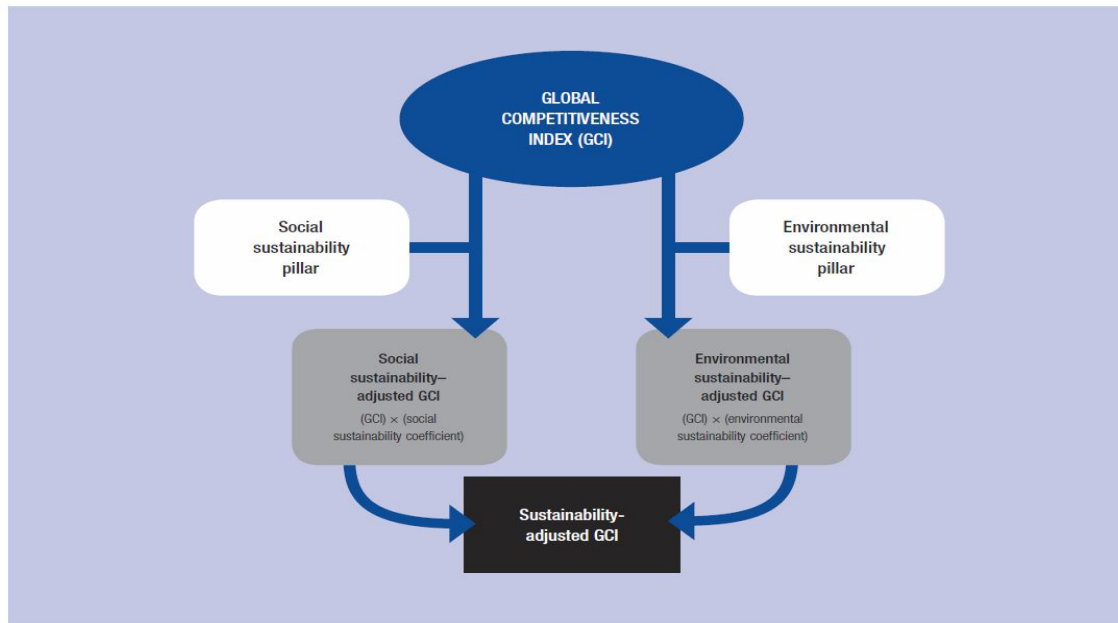 GLOBAL
COMPETITIVENESS
INDEX (GCI)
Social
sustainability
pillar
Environmental
sustainability
pillar
Social
sustainability–
adjusted GCI
(GCI) × (social
sustainability coefficient)
Environmental
sustainability–
adjusted GCI
(GCI) × (environmental
sustainability coefficient)
Sustainability-
adjusted GCI